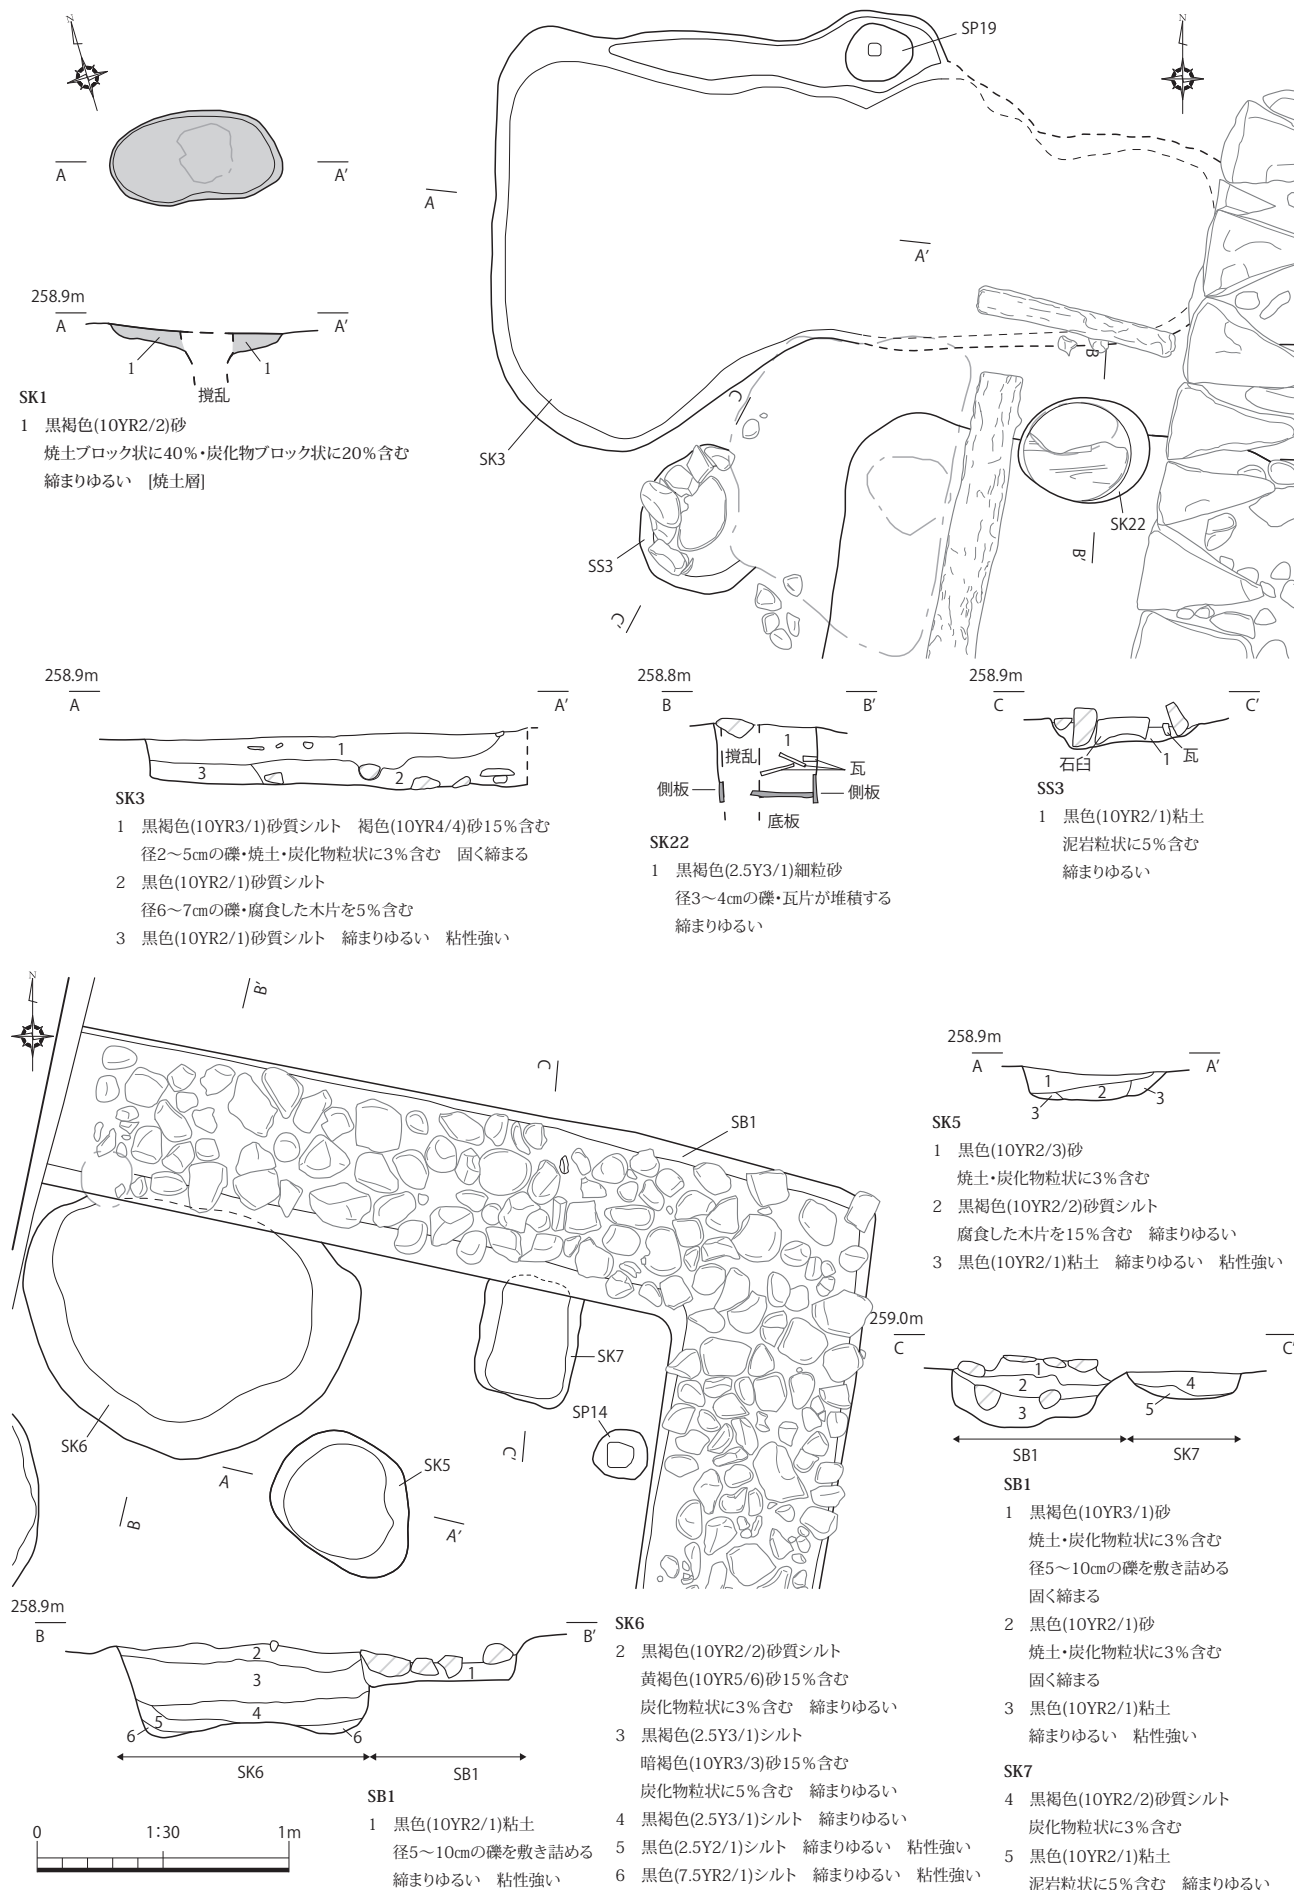 N
A
A'
258.9m
A
A'
1
1
撹乱
SK1
1 黒褐色(10YR2/2)砂
焼土ブロック状に40%・炭化物ブロック状に20%含む
締まりゆるい [焼土層]
SP19
N
A
A'
B
C
SK3
SS3
SK22
B'
C'
258.9m
A
A'
1
3
2
SK3
1 黒褐色(10YR3/1)砂質シルト 褐色(10YR4/4)砂15%含む
径2～5㎝の礫・焼土・炭化物粒状に3%含む 固く締まる
2 黒色(10YR2/1)砂質シルト
径6～7㎝の礫・腐食した木片を5%含む
3 黒色(10YR2/1)砂質シルト 締まりゆるい 粘性強い
258.8m
B
B'
撹乱
1
瓦
側板
側板
底板
SK22
1 黒褐色(2.5Y3/1)細粒砂
径3～4㎝の礫・瓦片が堆積する
締まりゆるい
258.9m
C
C'
石臼
1
瓦
SS3
1 黒色(10YR2/1)粘土
泥岩粒状に5%含む
締まりゆるい
N
B'
C
SB1
SK7
SP14
SK6
SK5
A
A'
B
C'
258.9m
A
A'
1
2
3
3
SK5
1 黒色(10YR2/3)砂
焼土・炭化物粒状に3%含む
2 黒褐色(10YR2/2)砂質シルト
腐食した木片を15%含む 締まりゆるい
3 黒色(10YR2/1)粘土 締まりゆるい 粘性強い
259.0m
C
C'
1
2
3
4
5
SB1
SK7
SB1
1 黒褐色(10YR3/1)砂
焼土・炭化物粒状に3%含む
径5～10㎝の礫を敷き詰める
固く締まる
2 黒色(10YR2/1)砂
焼土・炭化物粒状に3%含む
固く締まる
3 黒色(10YR2/1)粘土
締まりゆるい 粘性強い
SK7
4 黒褐色(10YR2/2)砂質シルト
炭化物粒状に3%含む
5 黒色(10YR2/1)粘土
泥岩粒状に5%含む 締まりゆるい
258.9m
B
B'
2
3
4
5
6
6
1
SK6
SB1
SB1
1 黒色(10YR2/1)粘土
径5～10㎝の礫を敷き詰める
締まりゆるい 粘性強い
SK6
2 黒褐色(10YR2/2)砂質シルト
黄褐色(10YR5/6)砂15%含む
炭化物粒状に3%含む 締まりゆるい
3 黒褐色(2.5Y3/1)シルト
暗褐色(10YR3/3)砂15%含む
炭化物粒状に5%含む 締まりゆるい
4 黒褐色(2.5Y3/1)シルト 締まりゆるい
5 黒色(2.5Y2/1)シルト 締まりゆるい 粘性強い
6 黒色(7.5YR2/1)シルト 締まりゆるい 粘性強い
0 1:30 1m